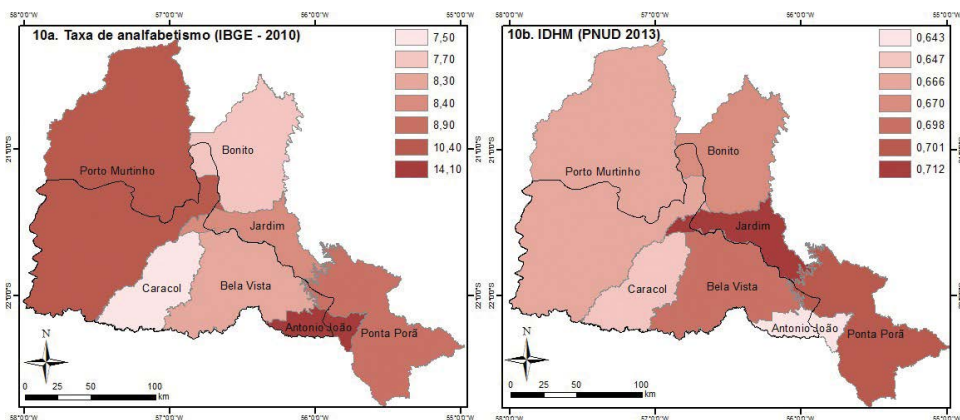 10a. Taxa de analfabetismo (IBGE - 2010)
7,50
7,70
8,30
8,40
8,90
10,40
14,10
Porto Murtinho
Bonito
Jardim
Caracol
Bela Vista
Antonio João
Ponta Porã
N
0 25 50 100
km
21°0'0"S
22°0'0"S
58°0'0"W
57°0'0"W
56°0'0"W
55°0'0"W
10b. IDHM (PNUD 2013)
0,643
0,647
0,666
0,670
0,698
0,701
0,712
Porto Murtinho
Bonito
Jardim
Caracol
Bela Vista
Antonio João
Ponta Porã
N
0 25 50 100
km
21°0'0"S
22°0'0"S
58°0'0"W
57°0'0"W
56°0'0"W
55°0'0"W